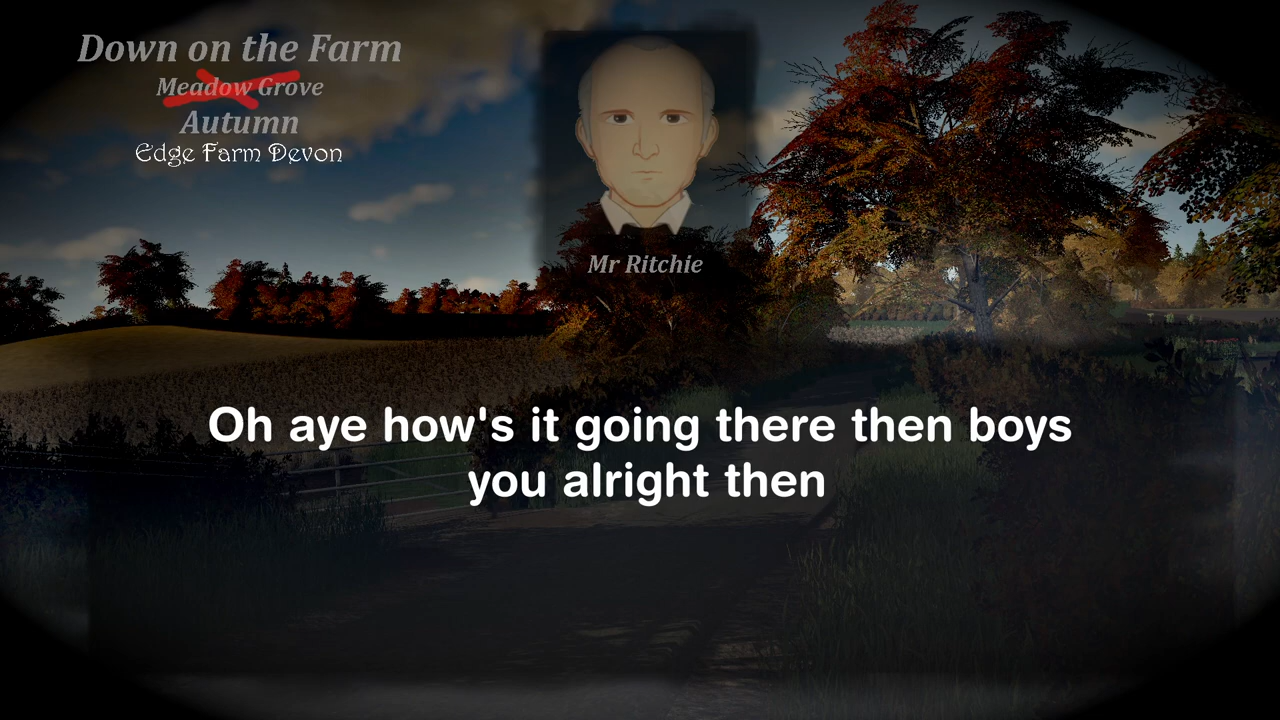 Down on the Farm
Meadow Grove
Autumn
Edge Farm Devon
Mr Ritchie
Oh aye how's it going there then boys
you alright then